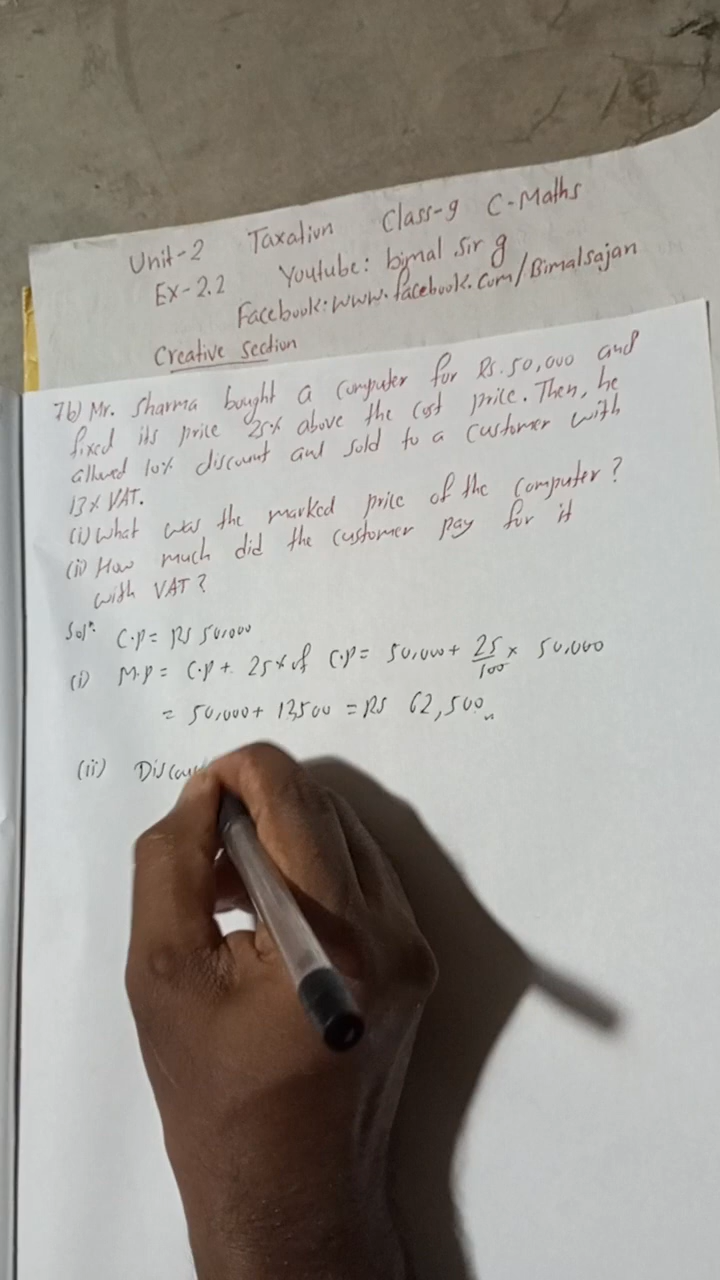 Unit-2 Taxation Class-9 C-Maths
Ex-2.2 Youtube: bimal sir g
Facebook: www.facebook.com/Bimalsajan
Creative section
7b) Mr. Sharma bought a computer for Rs. 50,000 and
fixed its price 25% above the cost price. Then, he
allowed 10% discount and sold to a customer with
13% VAT.
(i) What was the marked price of the computer?
(ii) How much did the customer pay for it
with VAT?
Solⁿ. C.p = Rs 50,000
(i) M.p = C.p + 25% of C.p = 50,000 + 25/100 × 50,000
= 50,000 + 12,500 = Rs 62,500
(ii) Discou